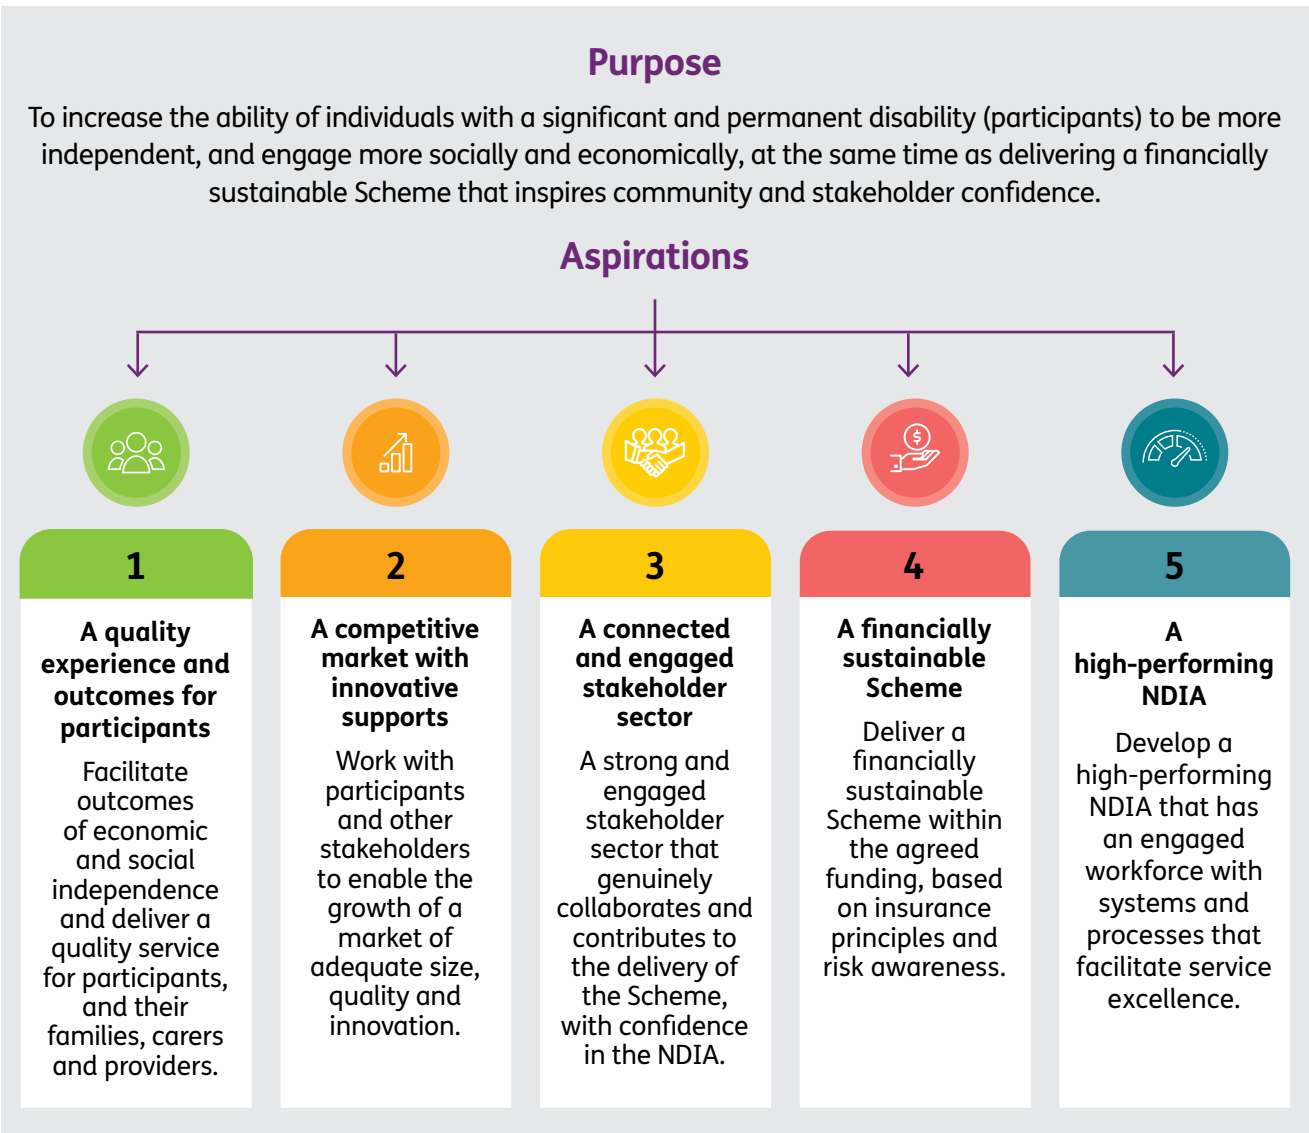 Purpose
To increase the ability of individuals with a significant and permanent disability (participants) to be more
independent, and engage more socially and economically, at the same time as delivering a financially
sustainable Scheme that inspires community and stakeholder confidence.
Aspirations
$
1
A quality
experience and
outcomes for
participants
Facilitate
outcomes
of economic
and social
independence
and deliver a
quality service
for participants,
and their
families, carers
and providers.
2
A competitive
market with
innovative
supports
Work with
participants
and other
stakeholders
to enable the
growth of a
market of
adequate size,
quality and
innovation.
3
A connected
and engaged
stakeholder
sector
A strong and
engaged
stakeholder
sector that
genuinely
collaborates and
contributes to
the delivery of
the Scheme,
with confidence
in the NDIA.
4
A financially
sustainable
Scheme
Deliver a
financially
sustainable
Scheme within
the agreed
funding, based
on insurance
principles and
risk awareness.
5
A
high-performing
NDIA
Develop a
high-performing
NDIA that has
an engaged
workforce with
systems and
processes that
facilitate service
excellence.